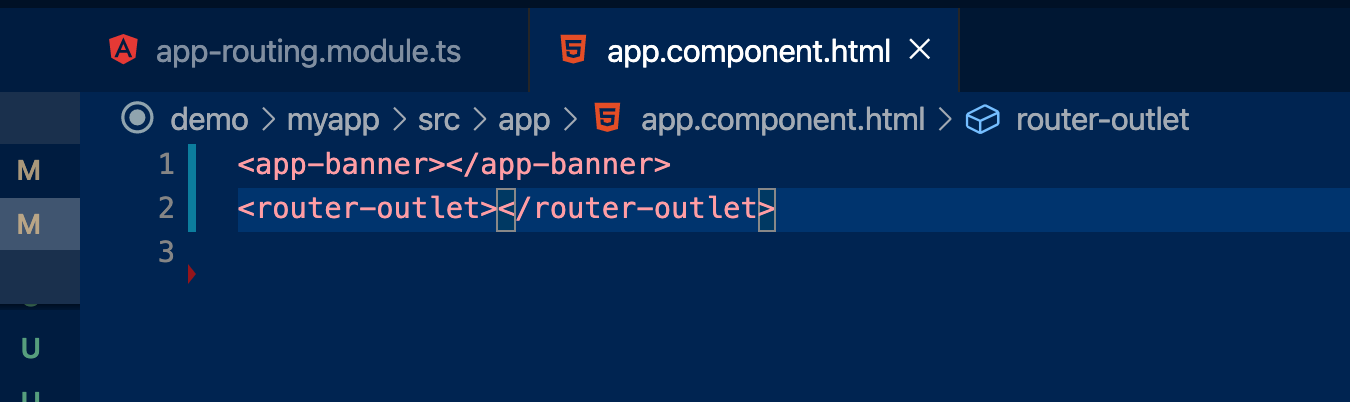 app-routing.module.ts app.component.html
demo > myapp > src > app > app.component.html > router-outlet
M 1 <app-banner></app-banner>
M 2 <router-outlet></router-outlet>
3
U